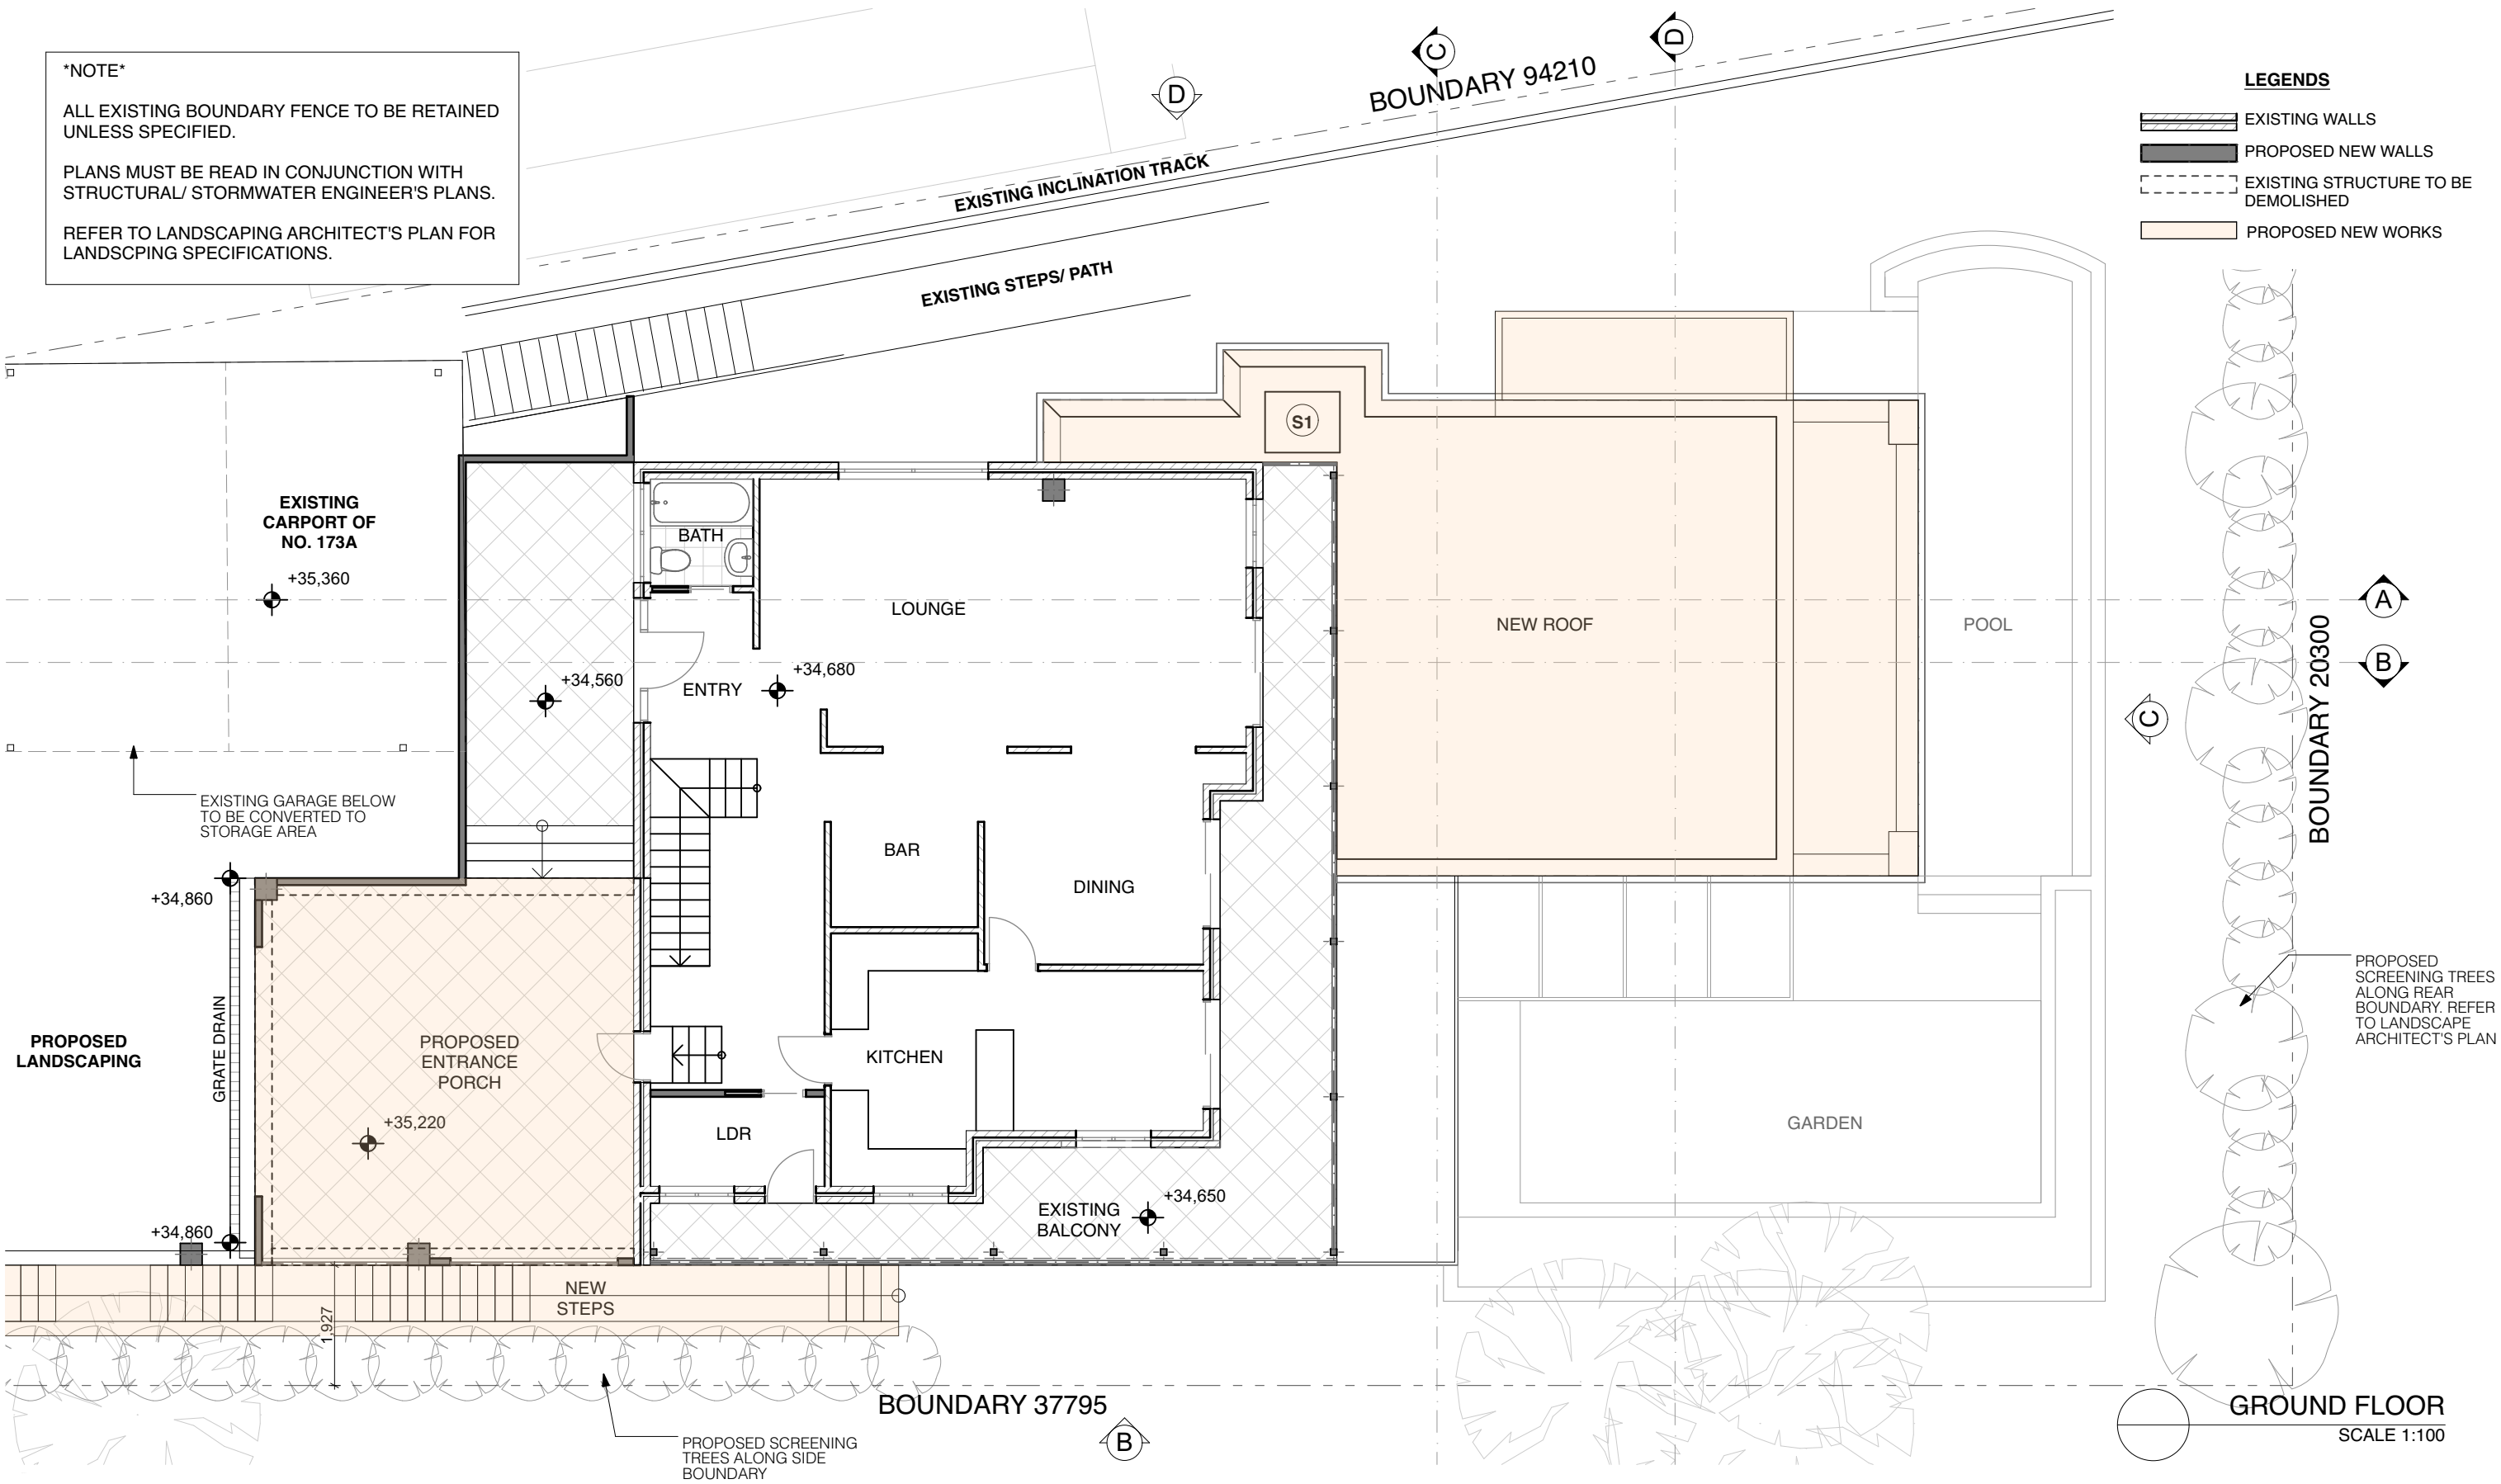 *NOTE*
ALL EXISTING BOUNDARY FENCE TO BE RETAINED
UNLESS SPECIFIED.
PLANS MUST BE READ IN CONJUNCTION WITH
STRUCTURAL/ STORMWATER ENGINEER'S PLANS.
REFER TO LANDSCAPING ARCHITECT'S PLAN FOR
LANDSCPING SPECIFICATIONS.
D
C
D
BOUNDARY 94210
LEGENDS
EXISTING WALLS
PROPOSED NEW WALLS
EXISTING STRUCTURE TO BE
DEMOLISHED
PROPOSED NEW WORKS
EXISTING INCLINATION TRACK
EXISTING STEPS/ PATH
S1
EXISTING
CARPORT OF
NO. 173A
+35,360
BATH
LOUNGE
NEW ROOF
POOL
A
B
BOUNDARY 20300
C
+34,560
ENTRY
+34,680
EXISTING GARAGE BELOW
TO BE CONVERTED TO
STORAGE AREA
BAR
DINING
+34,860
GRATE DRAIN
PROPOSED
LANDSCAPING
PROPOSED
ENTRANCE
PORCH
+35,220
KITCHEN
LDR
GARDEN
PROPOSED
SCREENING TREES
ALONG REAR
BOUNDARY. REFER
TO LANDSCAPE
ARCHITECT'S PLAN
+34,860
EXISTING
BALCONY
+34,650
NEW
STEPS
1,927
BOUNDARY 37795
B
PROPOSED SCREENING
TREES ALONG SIDE
BOUNDARY
GROUND FLOOR
SCALE 1:100